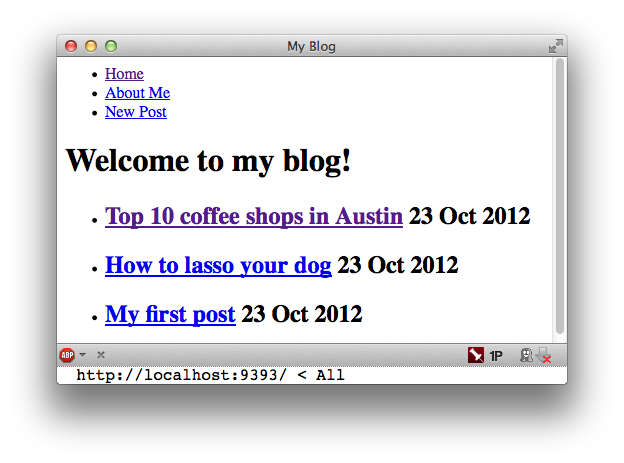 My Blog
Home
About Me
New Post
Welcome to my blog!
Top 10 coffee shops in Austin 23 Oct 2012
How to lasso your dog 23 Oct 2012
My first post 23 Oct 2012
ABP 1P
http://localhost:9393/ < All